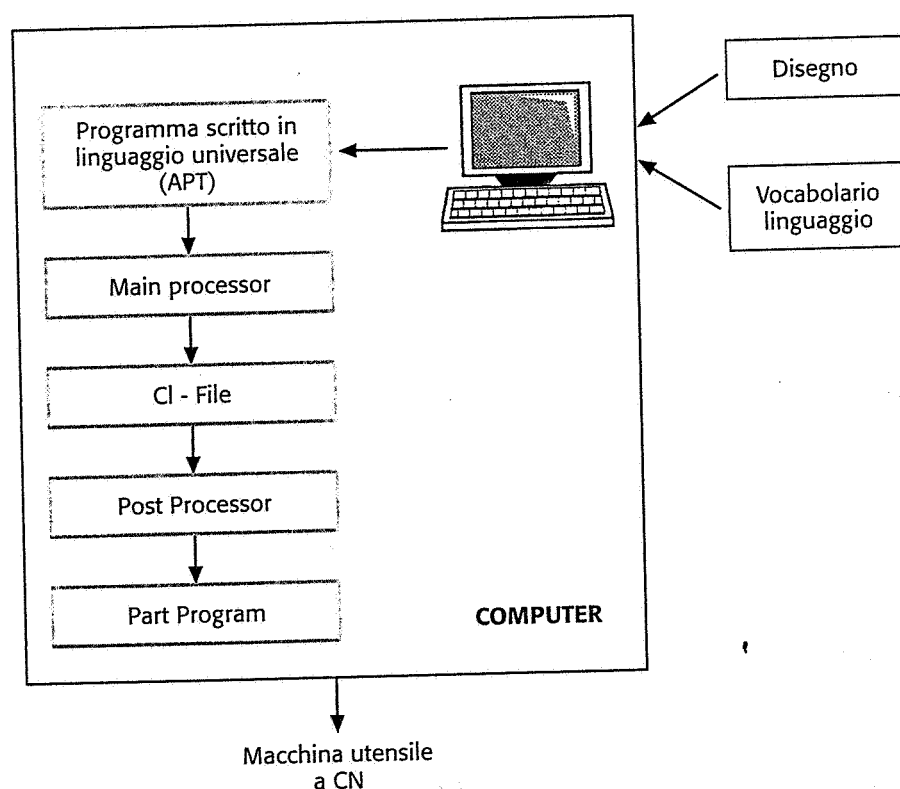 Disegno
Programma scritto in
linguaggio universale
(APT)
Vocabolario
linguaggio
Main processor
Cl - File
Post Processor
Part Program
COMPUTER
Macchina utensile
a CN